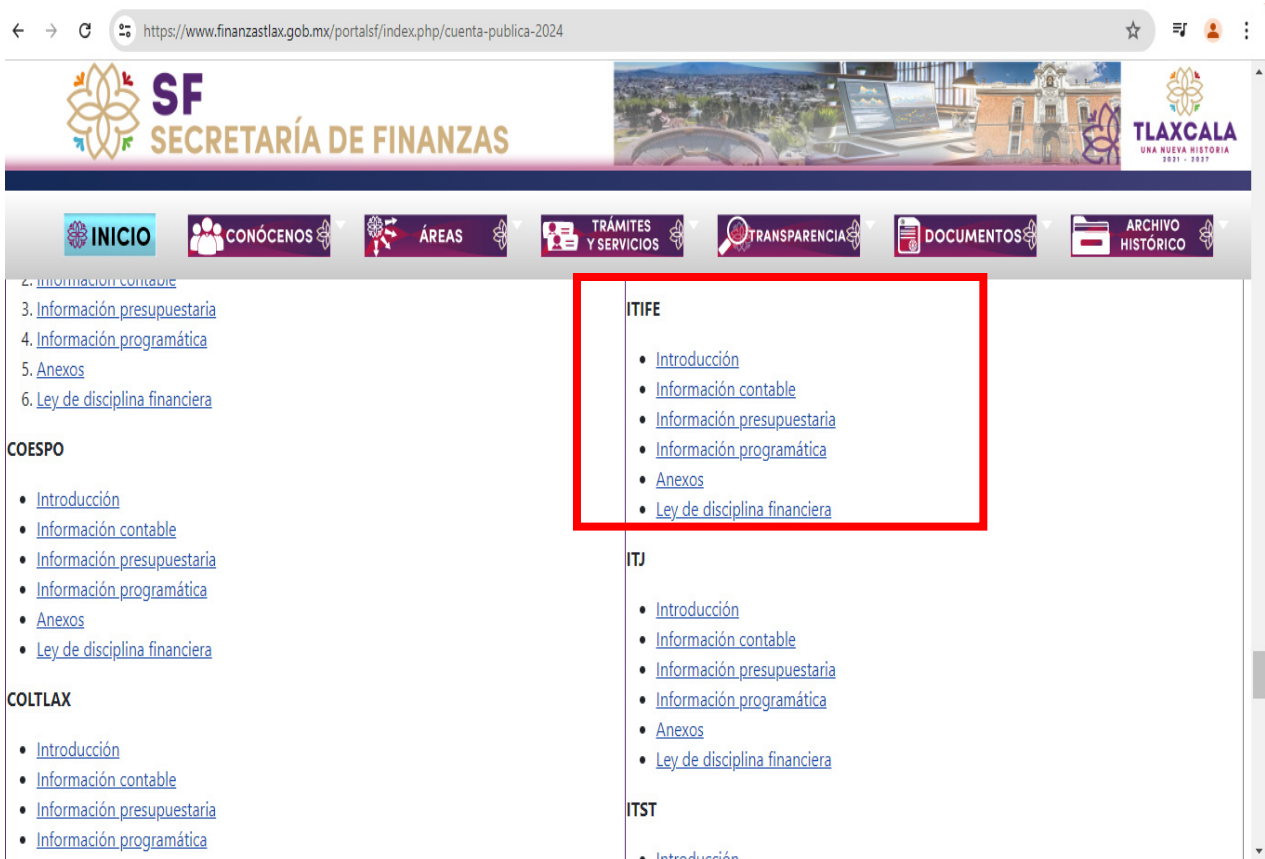 https://www.finanzastlax.gob.mx/portalsf/index.php/cuenta-publica-2024
SF
SECRETARÍA DE FINANZAS
TLAXCALA
UNA NUEVA HISTORIA
2021 - 2027
INICIO
CONÓCENOS
ÁREAS
TRÁMITES
Y SERVICIOS
TRANSPARENCIA
DOCUMENTOS
ARCHIVO
HISTÓRICO
2. Información contable
3. Información presupuestaria
4. Información programática
5. Anexos
6. Ley de disciplina financiera
COESPO
• Introducción
• Información contable
• Información presupuestaria
• Información programática
• Anexos
• Ley de disciplina financiera
COLTLAX
• Introducción
• Información contable
• Información presupuestaria
• Información programática
ITIFE
• Introducción
• Información contable
• Información presupuestaria
• Información programática
• Anexos
• Ley de disciplina financiera
ITJ
• Introducción
• Información contable
• Información presupuestaria
• Información programática
• Anexos
• Ley de disciplina financiera
ITST
• Introducción